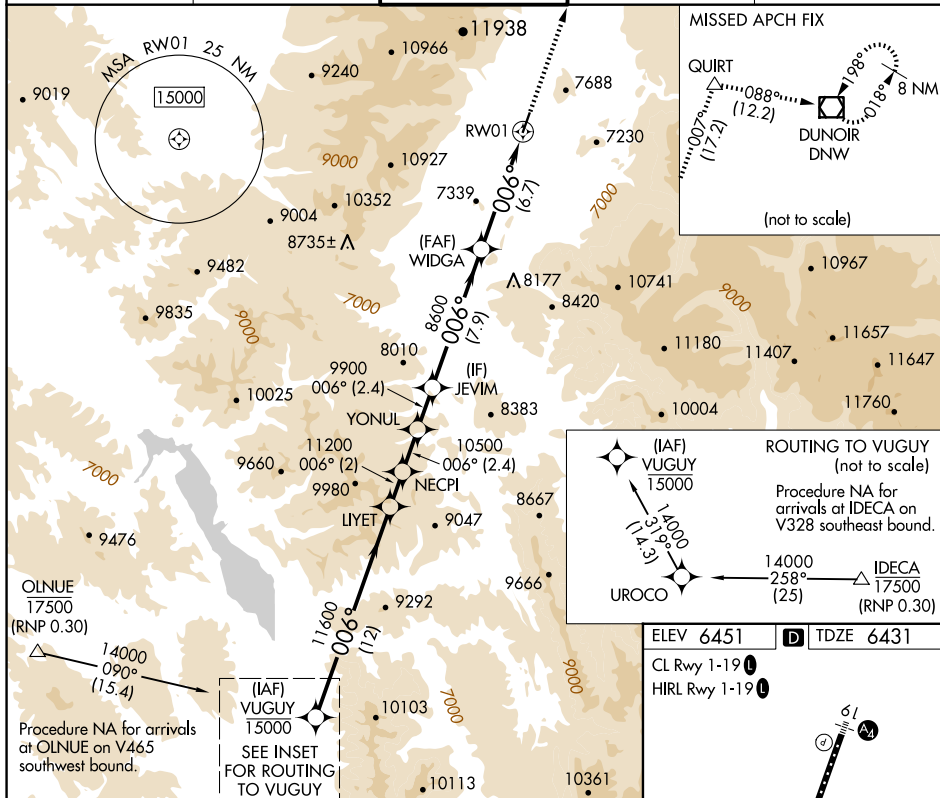 MSA RW01 25 NM
15000
9019
9240
10966
11938
7688
RW01
7230
9000
10927
7339
006°
(6.7)
7000
10352
9004
8735±
(FAF)
WIDGA
9482
8177
8420
10741
9000
10967
7000
9835
9000
8600
006°
(7.9)
11180
11407
11657
11647
8010
9900
006° (2.4)
(IF)
JEVIM
10025
8383
10004
11760
YONUL
11200
006° (2)
10500
006° (2.4)
NECPI
9660
9980
LIYET
7000
9476
9047
8667
9666
9292
11600
006°
(12)
OLNUE
17500
(RNP 0.30)
14000
090°
(15.4)
Procedure NA for arrivals
at OLNUE on V465
southwest bound.
(IAF)
VUGUY
15000
SEE INSET
FOR ROUTING
TO VUGUY
10103
7000
9000
10113
10361
MISSED APCH FIX
QUIRT
088°
(12.2)
007°
(17.2)
198°
018°
8 NM
DUNOIR
DNW
(not to scale)
(IAF)
VUGUY
15000
ROUTING TO VUGUY
(not to scale)
Procedure NA for
arrivals at IDECA on
V328 southeast bound.
14000
319°
(14.3)
UROCO
14000
258°
(25)
IDECA
17500
(RNP 0.30)
ELEV 6451 D TDZE 6431
CL Rwy 1-19 L
HIRL Rwy 1-19 L
19
A4
P